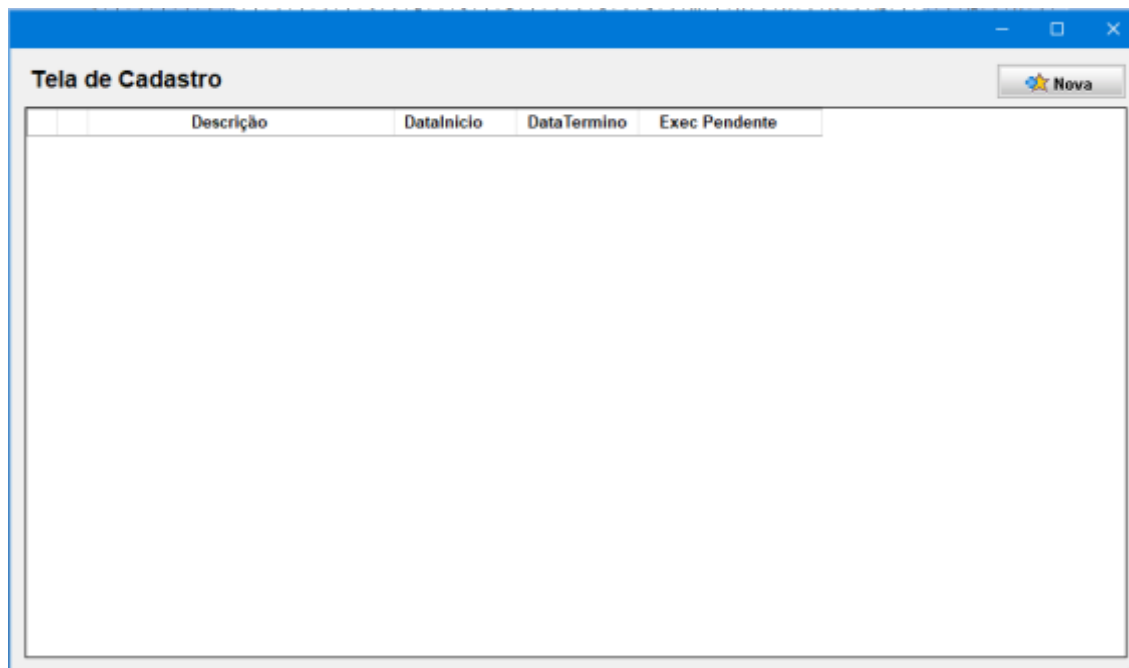 Tela de Cadastro
Nova
Descrição DataInicio DataTermino Exec Pendente